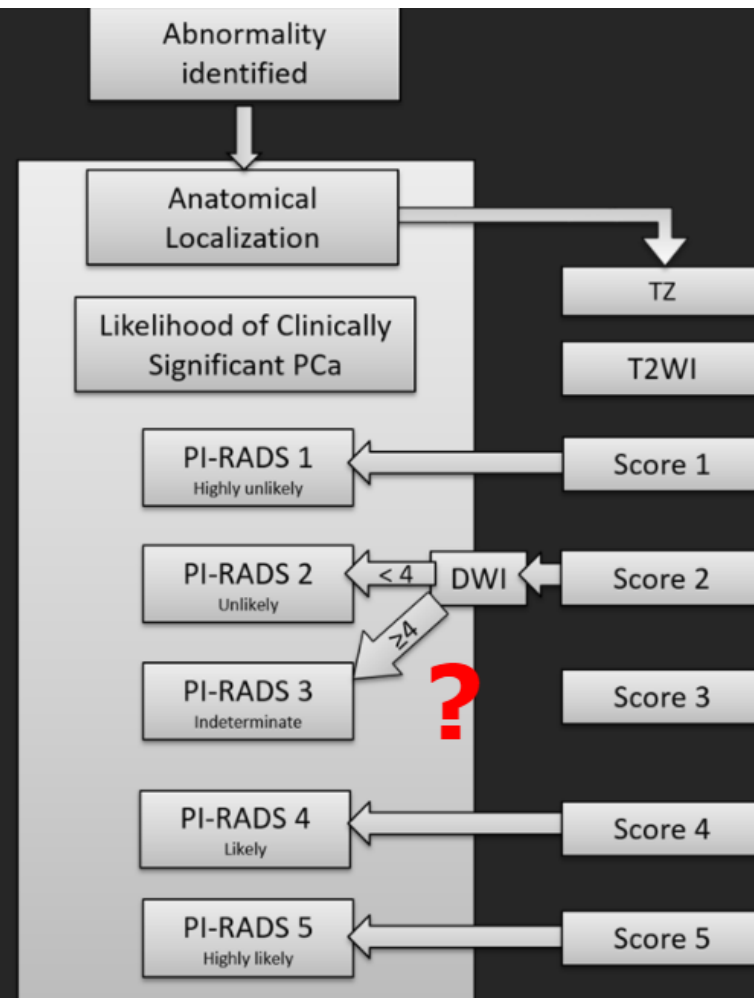 Abnormality
identified
Anatomical
Localization
TZ
Likelihood of Clinically
Significant PCa
T2WI
PI-RADS 1
Highly unlikely
Score 1
PI-RADS 2
Unlikely
< 4
DWI
Score 2
≥4
PI-RADS 3
Indeterminate
?
Score 3
PI-RADS 4
Likely
Score 4
PI-RADS 5
Highly likely
Score 5